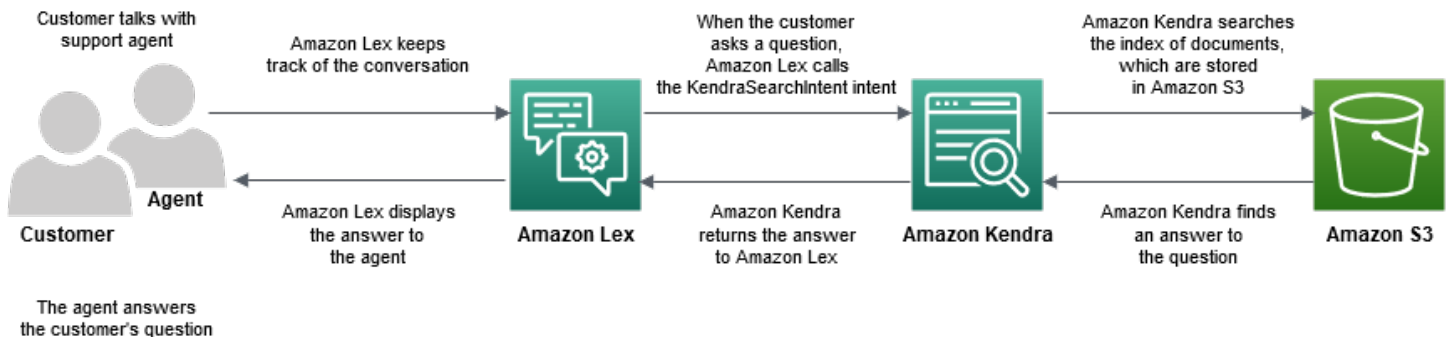 Customer talks with
support agent
Amazon Lex keeps
track of the conversation
When the customer
asks a question,
Amazon Lex calls
the KendraSearchIntent intent
Amazon Kendra searches
the index of documents,
which are stored
in Amazon S3
Agent
Customer
Amazon Lex displays
the answer to
the agent
Amazon Lex
Amazon Kendra
returns the answer
to Amazon Lex
Amazon Kendra
Amazon Kendra finds
an answer to
the question
Amazon S3
The agent answers
the customer's question